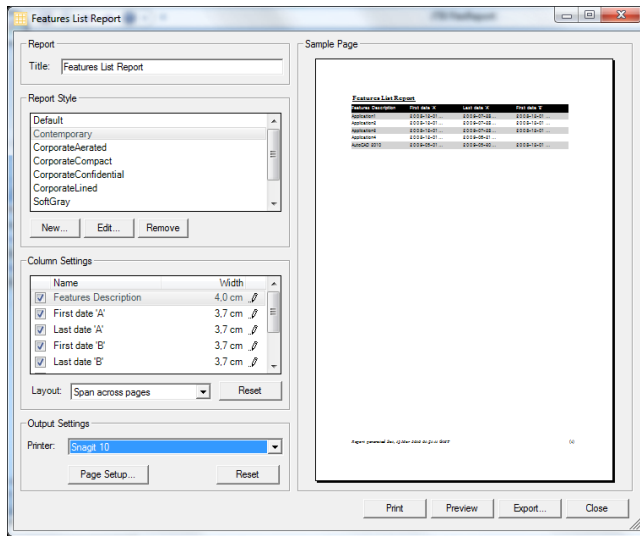 Features List Report
Report
Title: Features List Report
Report Style
Default
Contemporary
CorporateAerated
CorporateCompact
CorporateConfidential
CorporateLined
SoftGray
New... Edit... Remove
Column Settings
Name Width
Features Description 4,0 cm
First date 'A' 3,7 cm
Last date 'A' 3,7 cm
First date 'B' 3,7 cm
Last date 'B' 3,7 cm
Layout: Span across pages Reset
Output Settings
Printer: Snagit 10
Page Setup... Reset
Sample Page
Features List Report
Features Description First date Last date First date
Application1
Application2
Application3
Application4
AutoCAD 2010
Report generated
Print Preview Export... Close